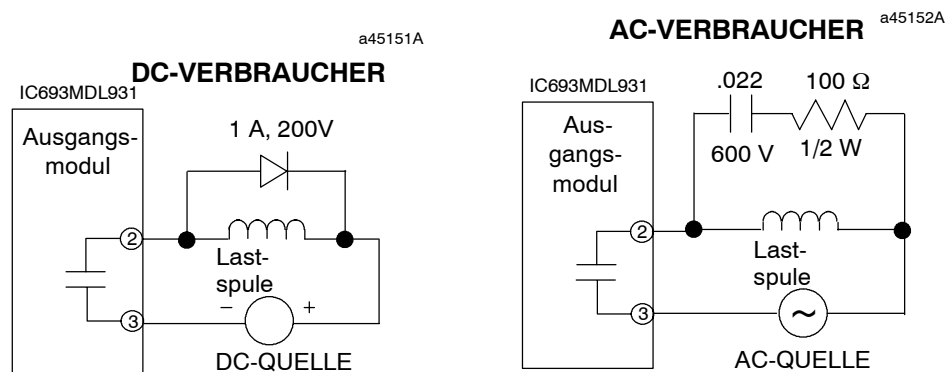 a45151A
DC-VERBRAUCHER
IC693MDL931
Ausgangs-
modul
1 A, 200V
2
Last-
spule
− +
3
DC-QUELLE
a45152A
AC-VERBRAUCHER
IC693MDL931
Aus-
gangs-
modul
.022 100 Ω
600 V 1/2 W
2
Last-
spule
3
~
AC-QUELLE